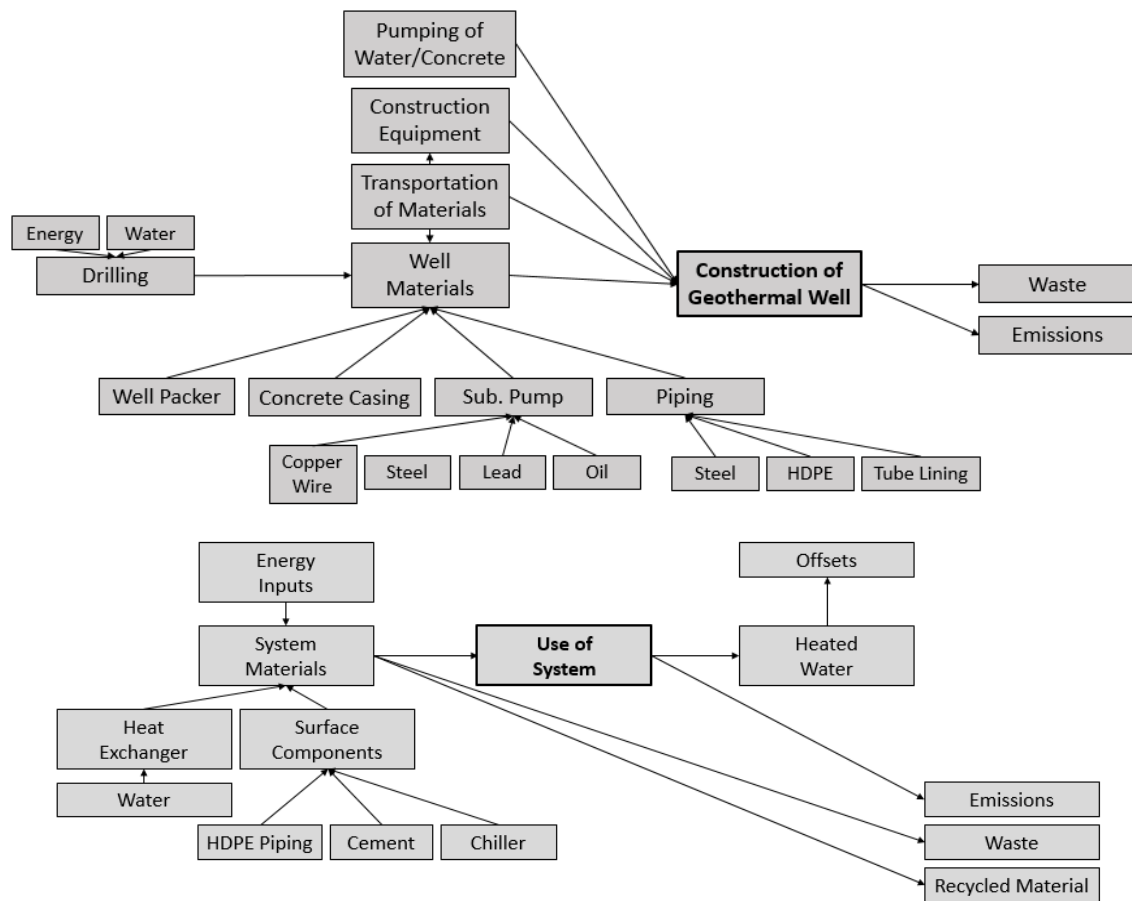 Pumping of
Water/Concrete
Construction
Equipment
Transportation
of Materials
Energy
Water
Drilling
Well
Materials
Construction of
Geothermal Well
Waste
Emissions
Well Packer
Concrete Casing
Sub. Pump
Piping
Copper
Wire
Steel
Lead
Oil
Steel
HDPE
Tube Lining
Energy
Inputs
Offsets
System
Materials
Use of
System
Heated
Water
Heat
Exchanger
Surface
Components
Water
HDPE Piping
Cement
Chiller
Emissions
Waste
Recycled Material